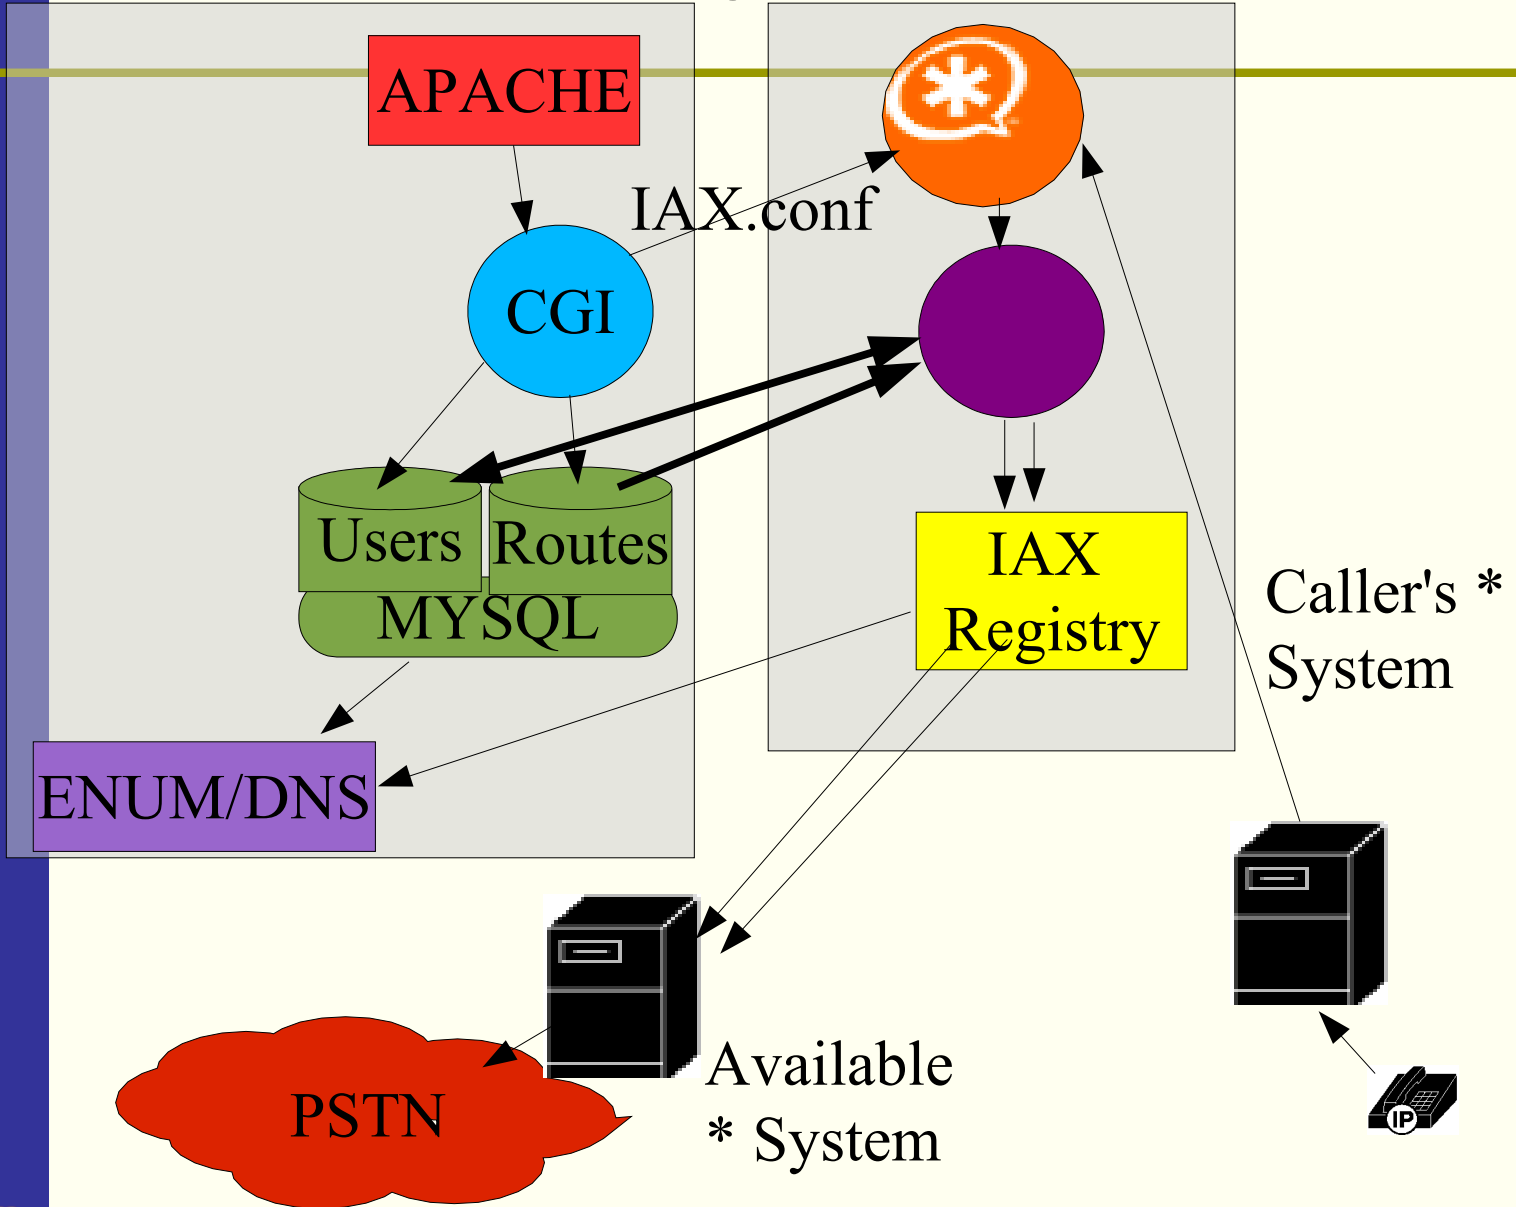 APACHE
IAX.conf
CGI
Users
Routes
MYSQL
IAX
Registry
Caller's *
System
ENUM/DNS
Available
* System
PSTN
IP